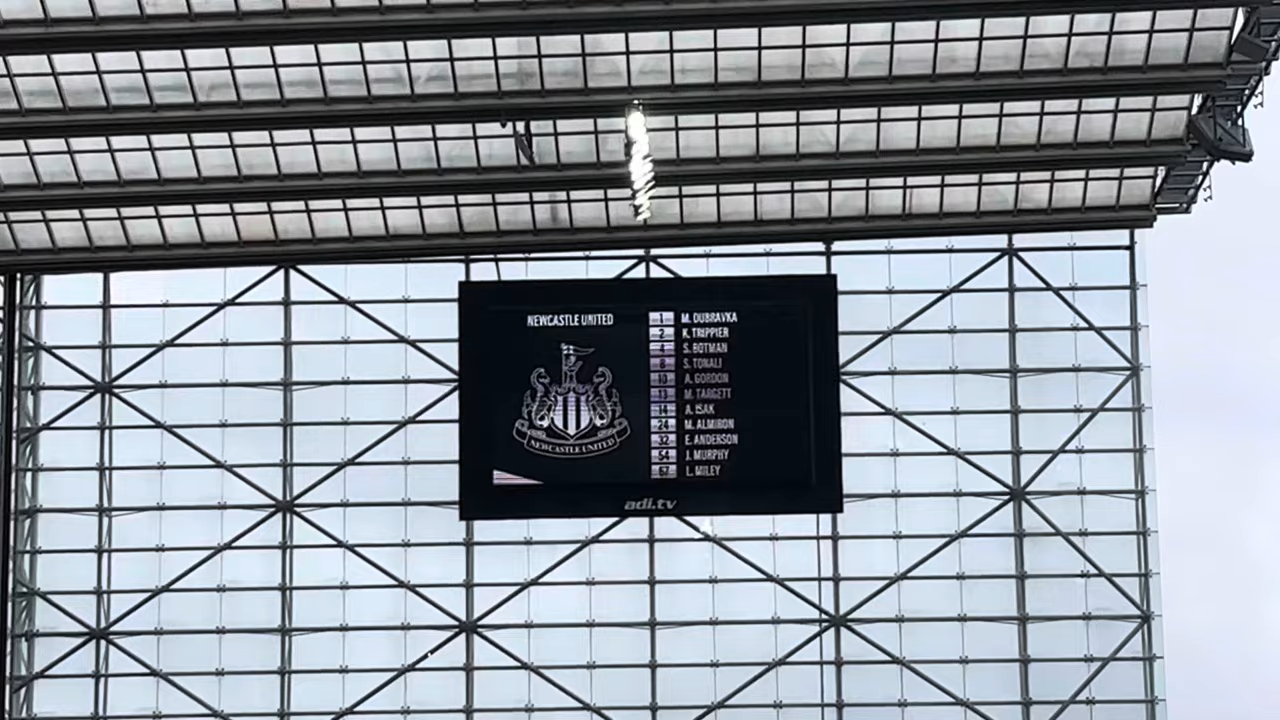 NEWCASTLE UNITED
NEWCASTLE UNITED
1 M. DUBRAVKA
2 K. TRIPPIER
4 S. BOTMAN
8 S. TONALI
10 A. GORDON
13 M. TARGETT
14 A. ISAK
24 M. ALMIRON
32 E. ANDERSON
54 J. MURPHY
67 L. MILEY
adi.tv